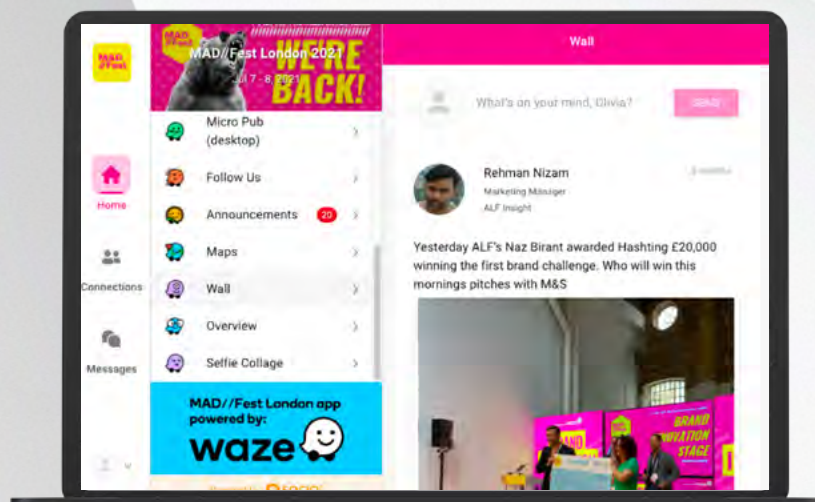 MAD
//Fest
Home
Connections
Messages
MAD
//Fest
WE'RE
BACK!
MAD//Fest London 2021
Jul 7 - 8, 2021
Micro Pub
(desktop)
Follow Us
Announcements 20
Maps
Wall
Overview
Selfie Collage
MAD//Fest London app
powered by:
waze
Wall
What's on your mind, Olivia?
SEND
Rehman Nizam
Marketing Manager
ALF Insight
Yesterday ALF's Naz Birant awarded Hashting £20,000
winning the first brand challenge. Who will win this
mornings pitches with M&S
BRAND
STAGE